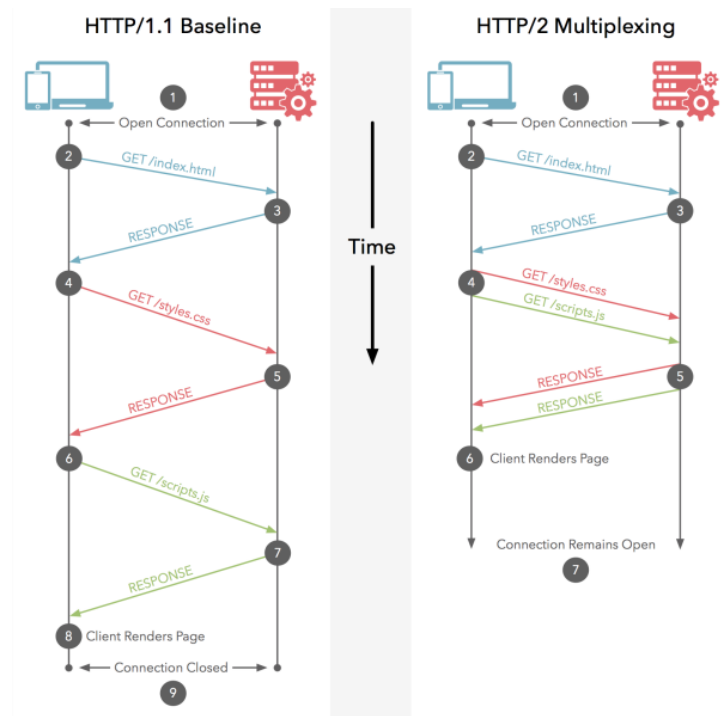 HTTP/1.1 Baseline
1
Open Connection
2
GET /index.html
3
RESPONSE
4
GET /styles.css
5
RESPONSE
6
GET /scripts.js
7
RESPONSE
8 Client Renders Page
Connection Closed
9
Time
HTTP/2 Multiplexing
1
Open Connection
2
GET /index.html
3
RESPONSE
4
GET /styles.css
GET /scripts.js
5
RESPONSE
RESPONSE
6 Client Renders Page
Connection Remains Open
7